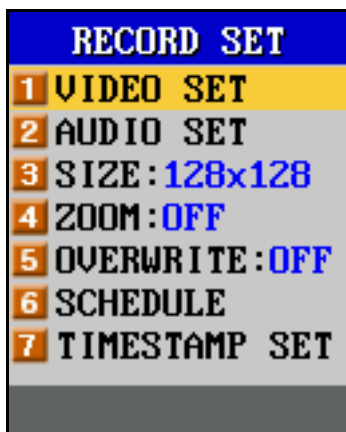 RECORD SET
1 VIDEO SET
2 AUDIO SET
3 SIZE:128x128
4 ZOOM:OFF
5 OVERWRITE:OFF
6 SCHEDULE
7 TIMESTAMP SET